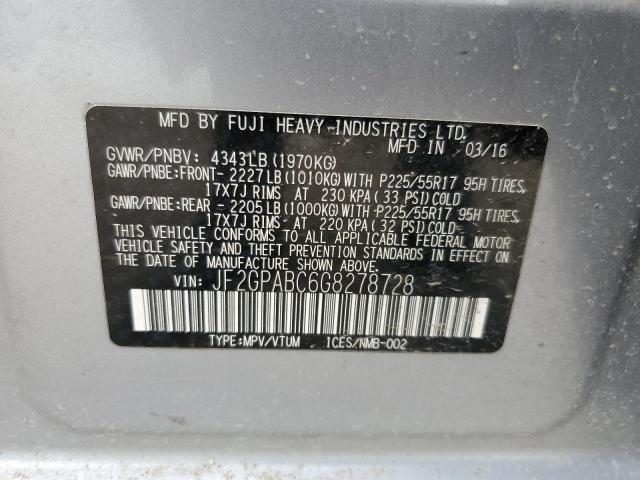 MFD BY FUJI HEAVY-INDUSTRIES LTD.
MFD IN 03/16
GVWR/PNBV: 4343LB(1970KG)
GAWR/PNBE:FRONT- 2227LB(1010KG)WITH P225/55R17 95H TIRES,
17X7J RIMS AT 230 KPA(33 PSI)COLD
GAWR/PNBE:REAR - 2205LB(1000KG)WITH P225/55R17 95H TIRES,
17X7J RIMS AT 220 KPA(32 PSI)COLD
THIS VEHICLE CONFORMS TO ALL APPLICABLE FEDERAL MOTOR
VEHICLE SAFETY AND THEFT PREVENTION STANDARDS IN EFFECT ON
THE DATE OF MANUFACTURE SHOWN ABOVE.
VIN: JF2GPABC6G8278728
TYPE:MPV/VTUM ICES/NMB-002